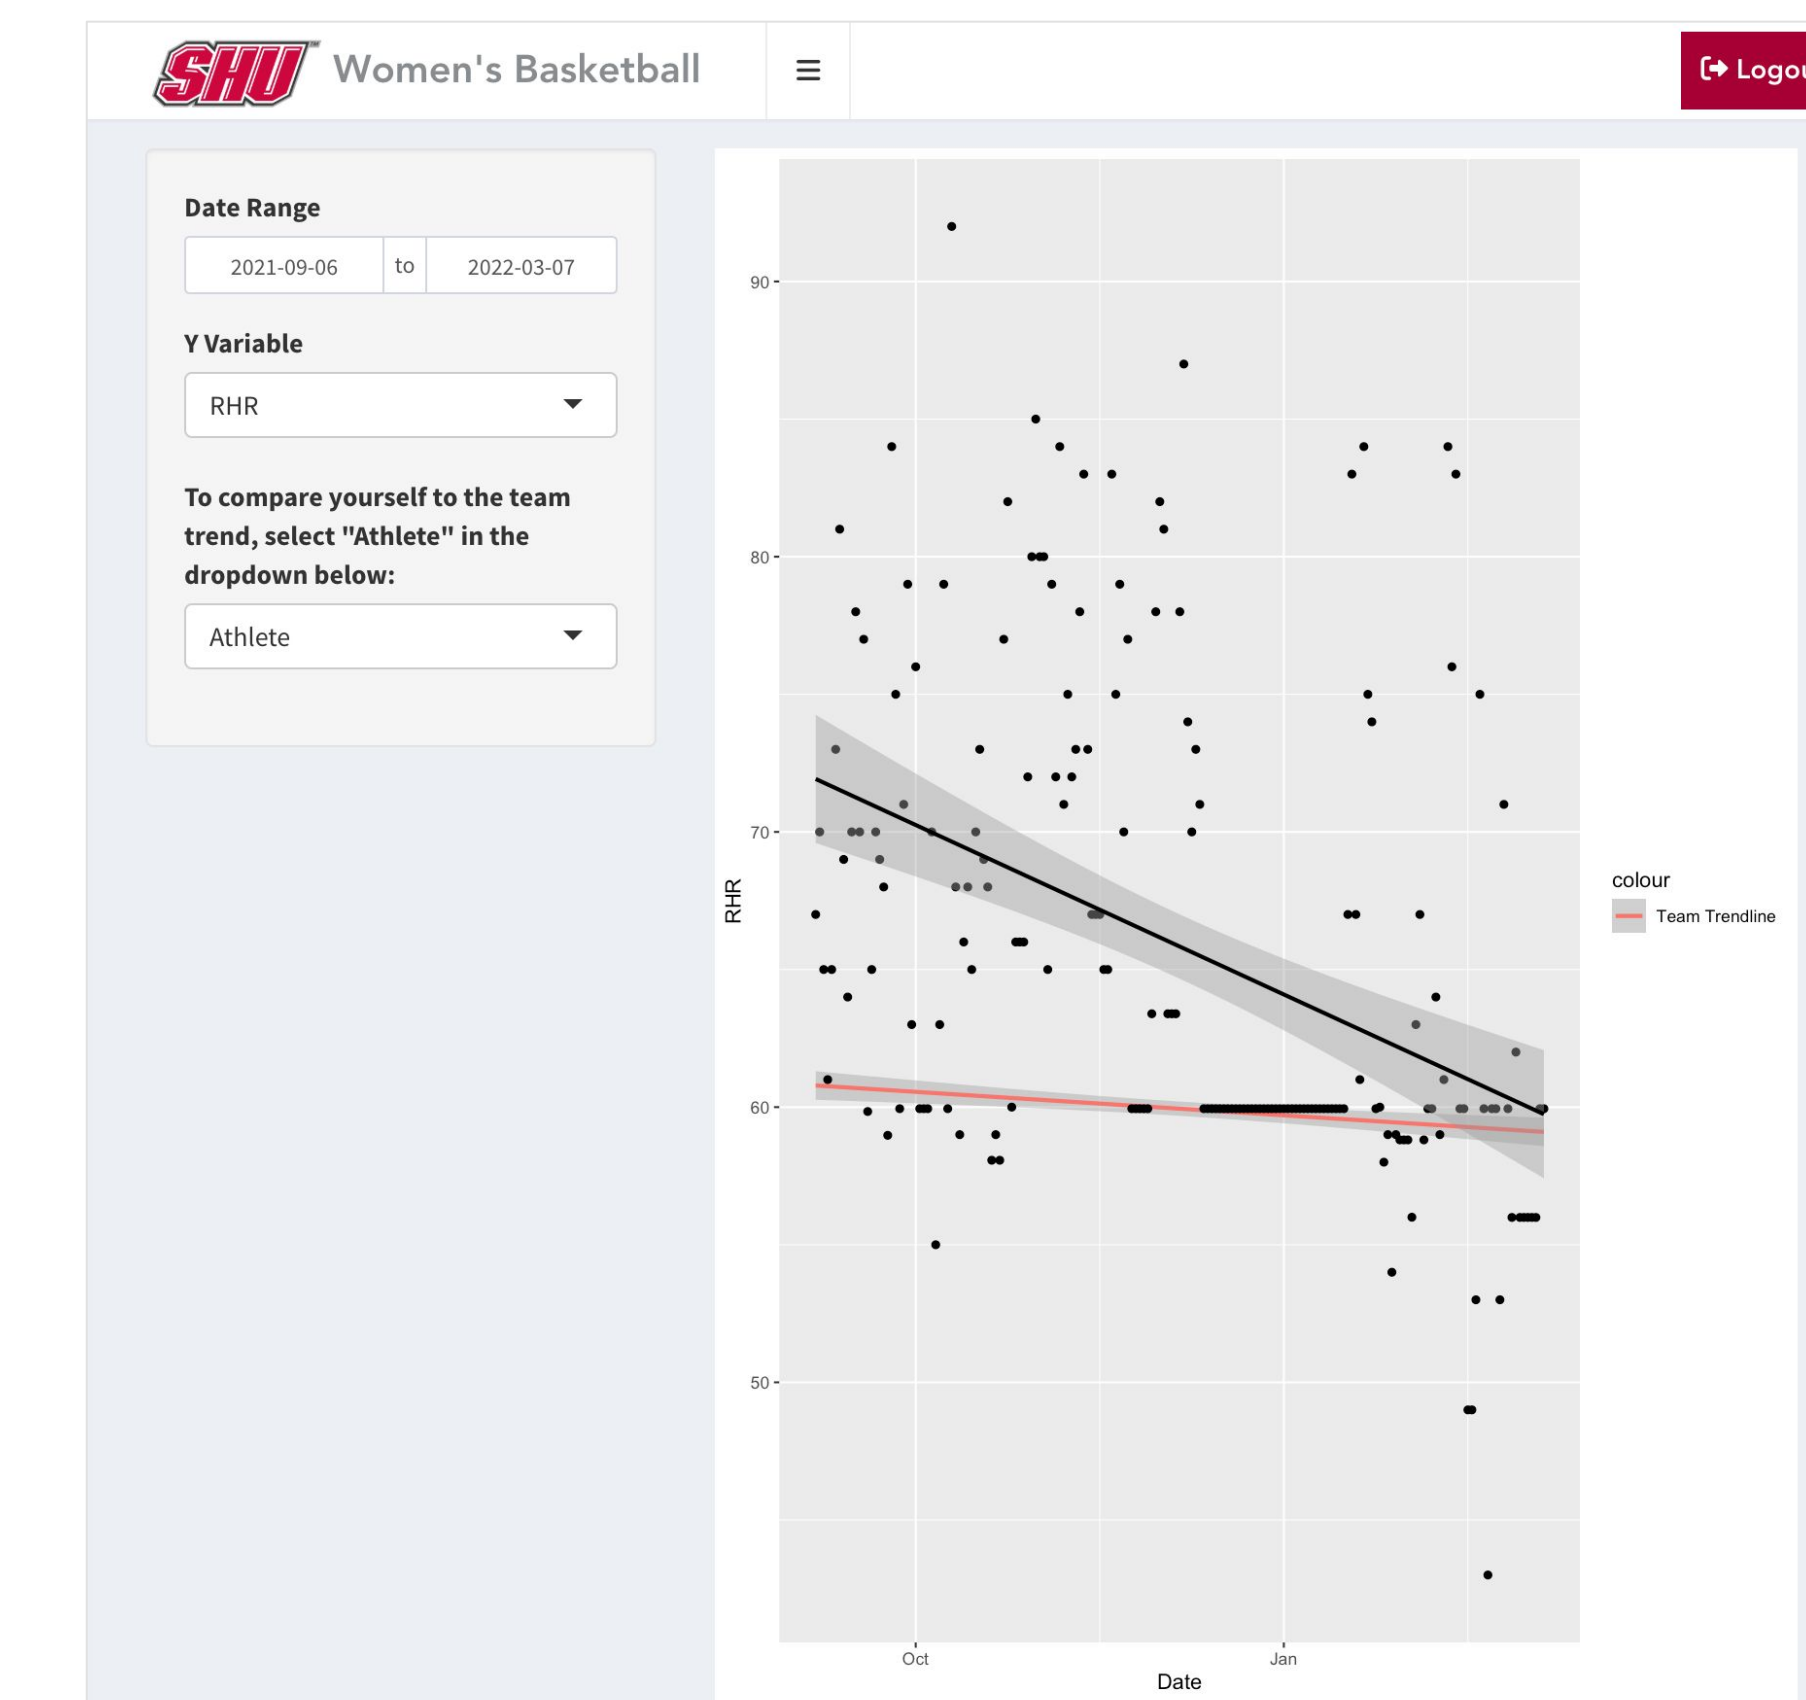 SHU Women's Basketball
Logou
Date Range
2021-09-06 to 2022-03-07
Y Variable
RHR
To compare yourself to the team
trend, select "Athlete" in the
dropdown below:
Athlete
90
80
70
60
50
RHR
Oct
Jan
Date
colour
Team Trendline